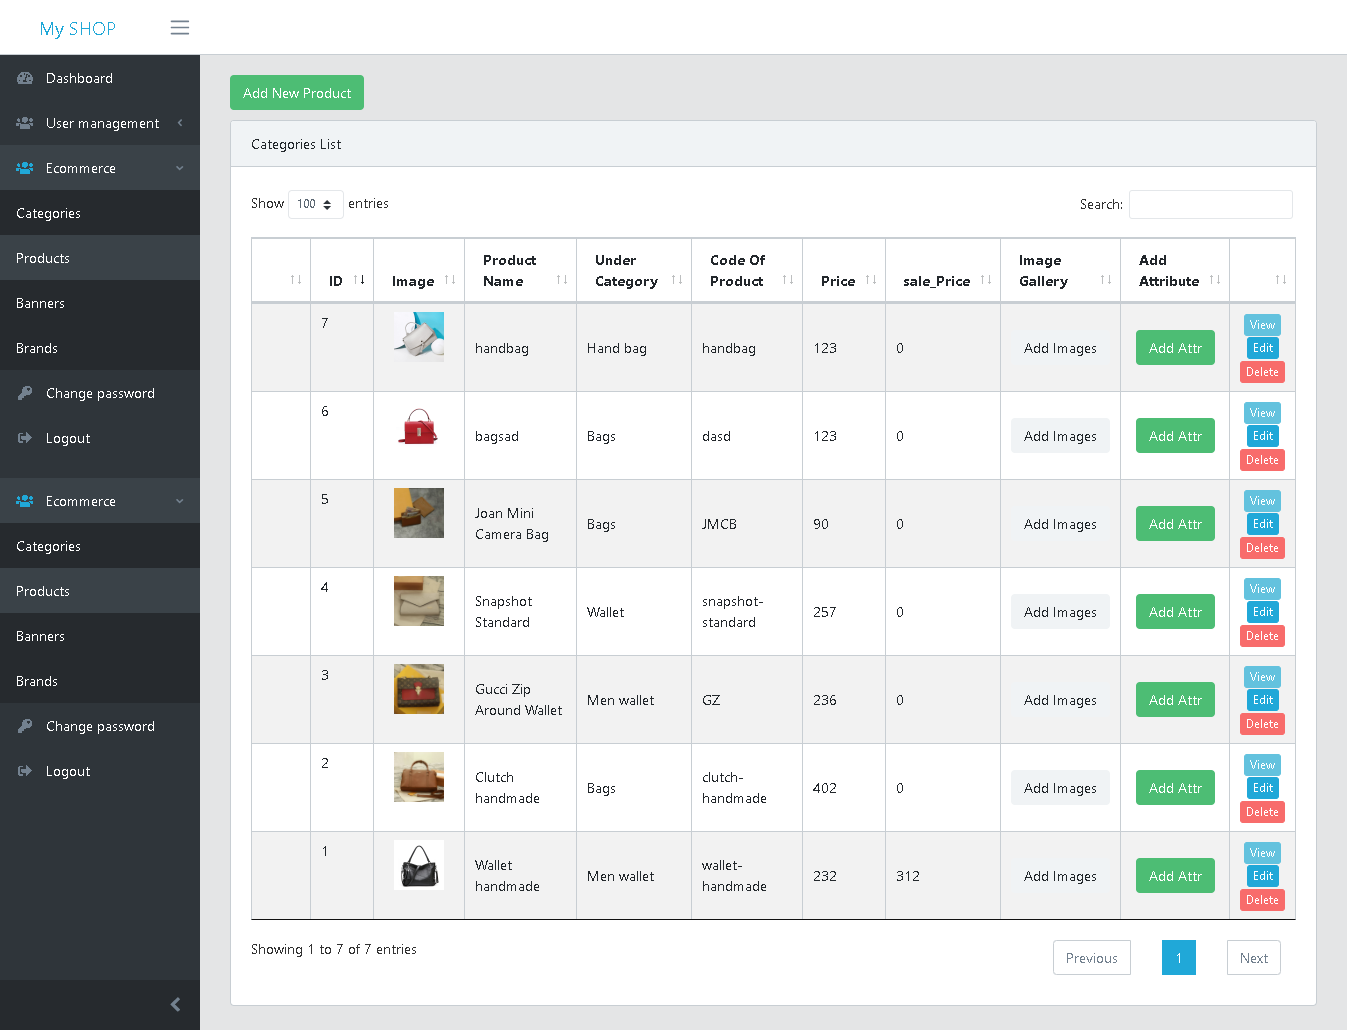 My SHOP
Dashboard
User management
Ecommerce
Categories
Products
Banners
Brands
Change password
Logout
Ecommerce
Categories
Products
Banners
Brands
Change password
Logout
Add New Product
Categories List
Show 100 entries
Search:
ID Image Product Name Under Category Code Of Product Price sale_Price Image Gallery Add Attribute
7 handbag Hand bag handbag 123 0 Add Images Add Attr View Edit Delete
6 bagsad Bags dasd 123 0 Add Images Add Attr View Edit Delete
5 Joan Mini Camera Bag Bags JMCB 90 0 Add Images Add Attr View Edit Delete
4 Snapshot Standard Wallet snapshot-standard 257 0 Add Images Add Attr View Edit Delete
3 Gucci Zip Around Wallet Men wallet GZ 236 0 Add Images Add Attr View Edit Delete
2 Clutch handmade Bags clutch-handmade 402 0 Add Images Add Attr View Edit Delete
1 Wallet handmade Men wallet wallet-handmade 232 312 Add Images Add Attr View Edit Delete
Showing 1 to 7 of 7 entries
Previous 1 Next